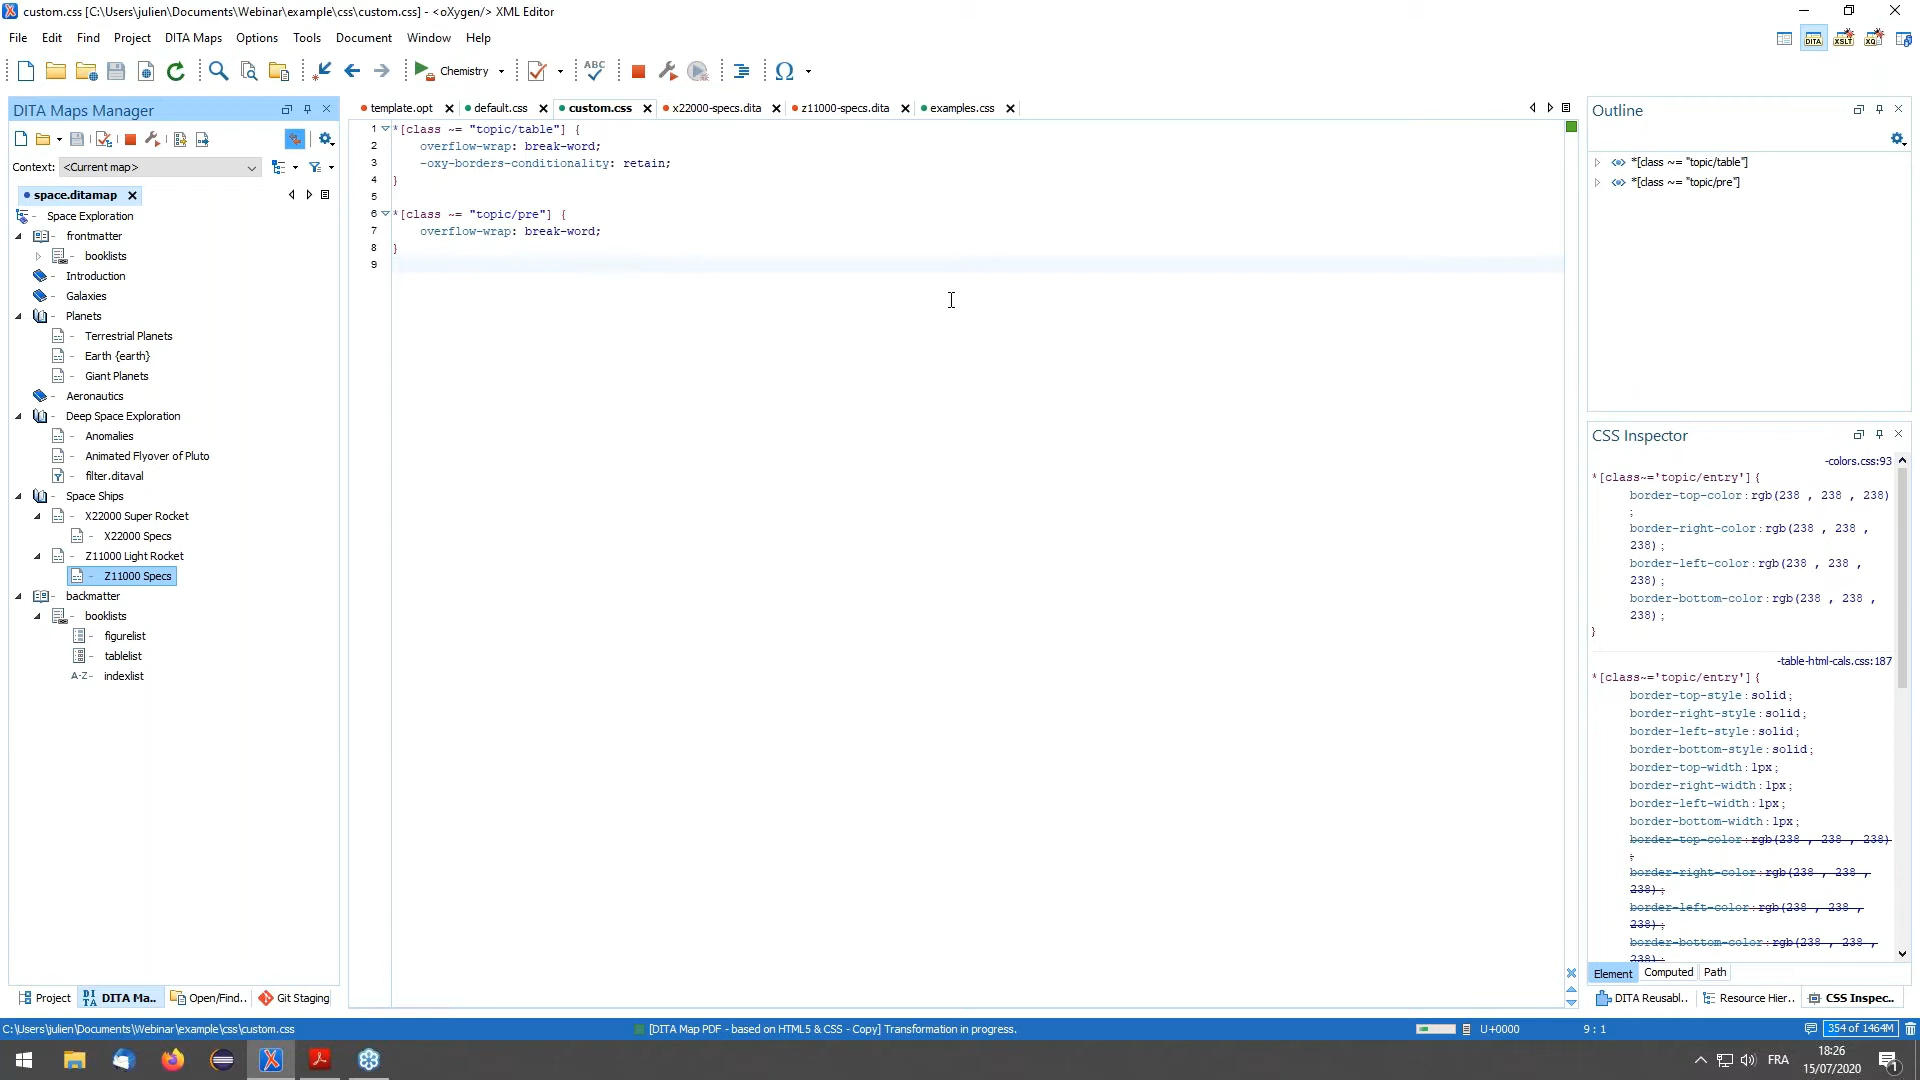 custom.css [C:\Users\julien\Documents\Webinar\example\css\custom.css] - <oXygen/> XML Editor
File Edit Find Project DITA Maps Options Tools Document Window Help
DITA XSLT XQ
Chemistry ABC
DITA Maps Manager
Context: <Current map>
space.ditamap
Space Exploration
frontmatter
booklists
Introduction
Galaxies
Planets
Terrestrial Planets
Earth {earth}
Giant Planets
Aeronautics
Deep Space Exploration
Anomalies
Animated Flyover of Pluto
filter.ditaval
Space Ships
X22000 Super Rocket
X22000 Specs
Z11000 Light Rocket
Z11000 Specs
backmatter
booklists
figurelist
tablelist
A-Z- indexlist
Project DITA Ma.. Open/Find.. Git Staging
template.opt default.css custom.css x22000-specs.dita z11000-specs.dita examples.css
1 *[class ~= "topic/table"] {
2 overflow-wrap: break-word;
3 -oxy-borders-conditionality: retain;
4 }
5
6 *[class ~= "topic/pre"] {
7 overflow-wrap: break-word;
8 }
9
Outline
*[class ~= "topic/table"]
*[class ~= "topic/pre"]
CSS Inspector
-colors.css:93
*[class~='topic/entry'] {
border-top-color:rgb(238 , 238 , 238)
;
border-right-color:rgb(238 , 238 ,
238) ;
border-left-color:rgb(238 , 238 ,
238) ;
border-bottom-color:rgb(238 , 238 ,
238) ;
}
-table-html-cals.css:187
*[class~='topic/entry'] {
border-top-style:solid;
border-right-style:solid;
border-left-style:solid;
border-bottom-style:solid;
border-top-width:1px;
border-right-width:1px;
border-left-width:1px;
border-bottom-width:1px;
border-top-color:rgb(238 , 238 , 238)
;
border-right-color:rgb(238 , 238 ,
238) ;
border-left-color:rgb(238 , 238 ,
238) ;
border-bottom-color:rgb(238 , 238 ,
238) ;
Element Computed Path
DITA Reusabl.. Resource Hier.. CSS Inspec..
C:\Users\julien\Documents\Webinar\example\css\custom.css [DITA Map PDF - based on HTML5 & CSS - Copy] Transformation in progress. U+0000 9 : 1 354 of 1464M
FRA 18:26
15/07/2020 1